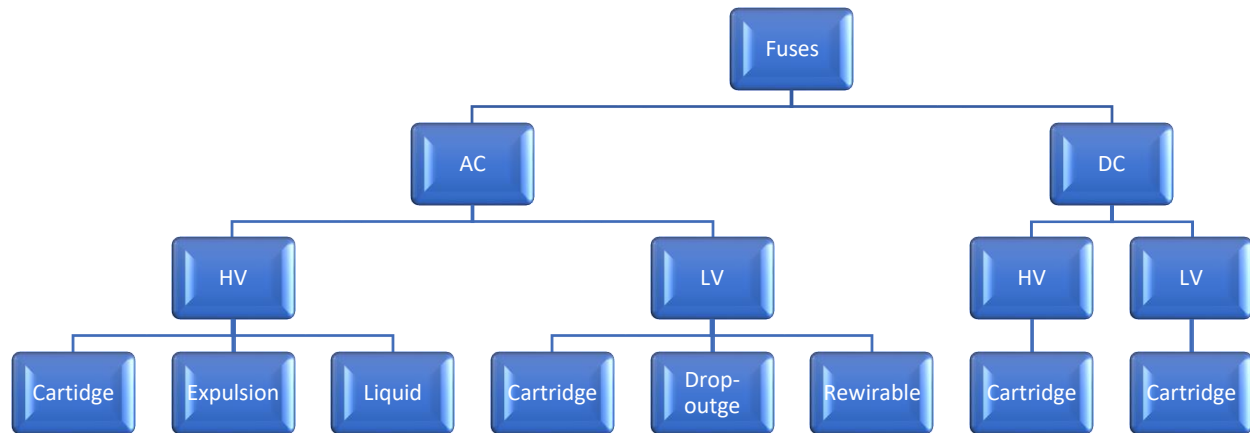 Fuses
AC
DC
HV
LV
HV
LV
Cartidge
Expulsion
Liquid
Cartridge
Drop-
outge
Rewirable
Cartridge
Cartridge